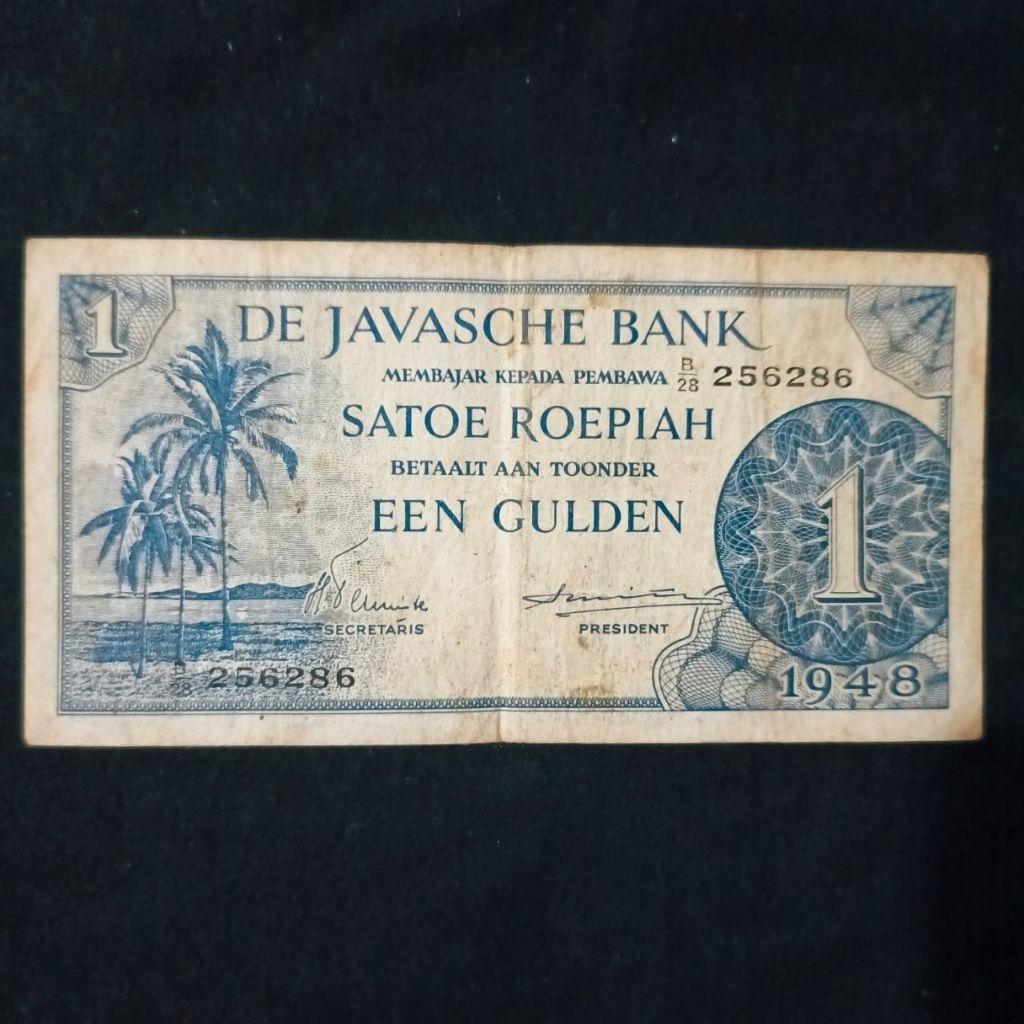 1
DE JAVASCHE BANK
MEMBAJAR KEPADA PEMBAWA B/28 256286
SATOE ROEPIAH
BETAALT AAN TOONDER
EEN GULDEN
1
SECRETARIS
PRESIDENT
28 256286
1948